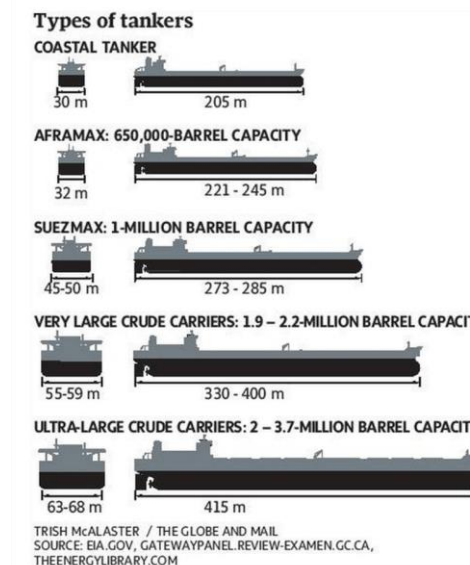 Types of tankers
COASTAL TANKER
30 m 205 m
AFRAMAX: 650,000-BARREL CAPACITY
32 m 221 - 245 m
SUEZMAX: 1-MILLION BARREL CAPACITY
45-50 m 273 - 285 m
VERY LARGE CRUDE CARRIERS: 1.9 – 2.2-MILLION BARREL CAPACIT
55-59 m 330 - 400 m
ULTRA-LARGE CRUDE CARRIERS: 2 – 3.7-MILLION BARREL CAPACIT
63-68 m 415 m
TRISH McALASTER / THE GLOBE AND MAIL
SOURCE: EIA.GOV, GATEWAYPANEL.REVIEW-EXAMEN.GC.CA,
THEENERGYLIBRARY.COM